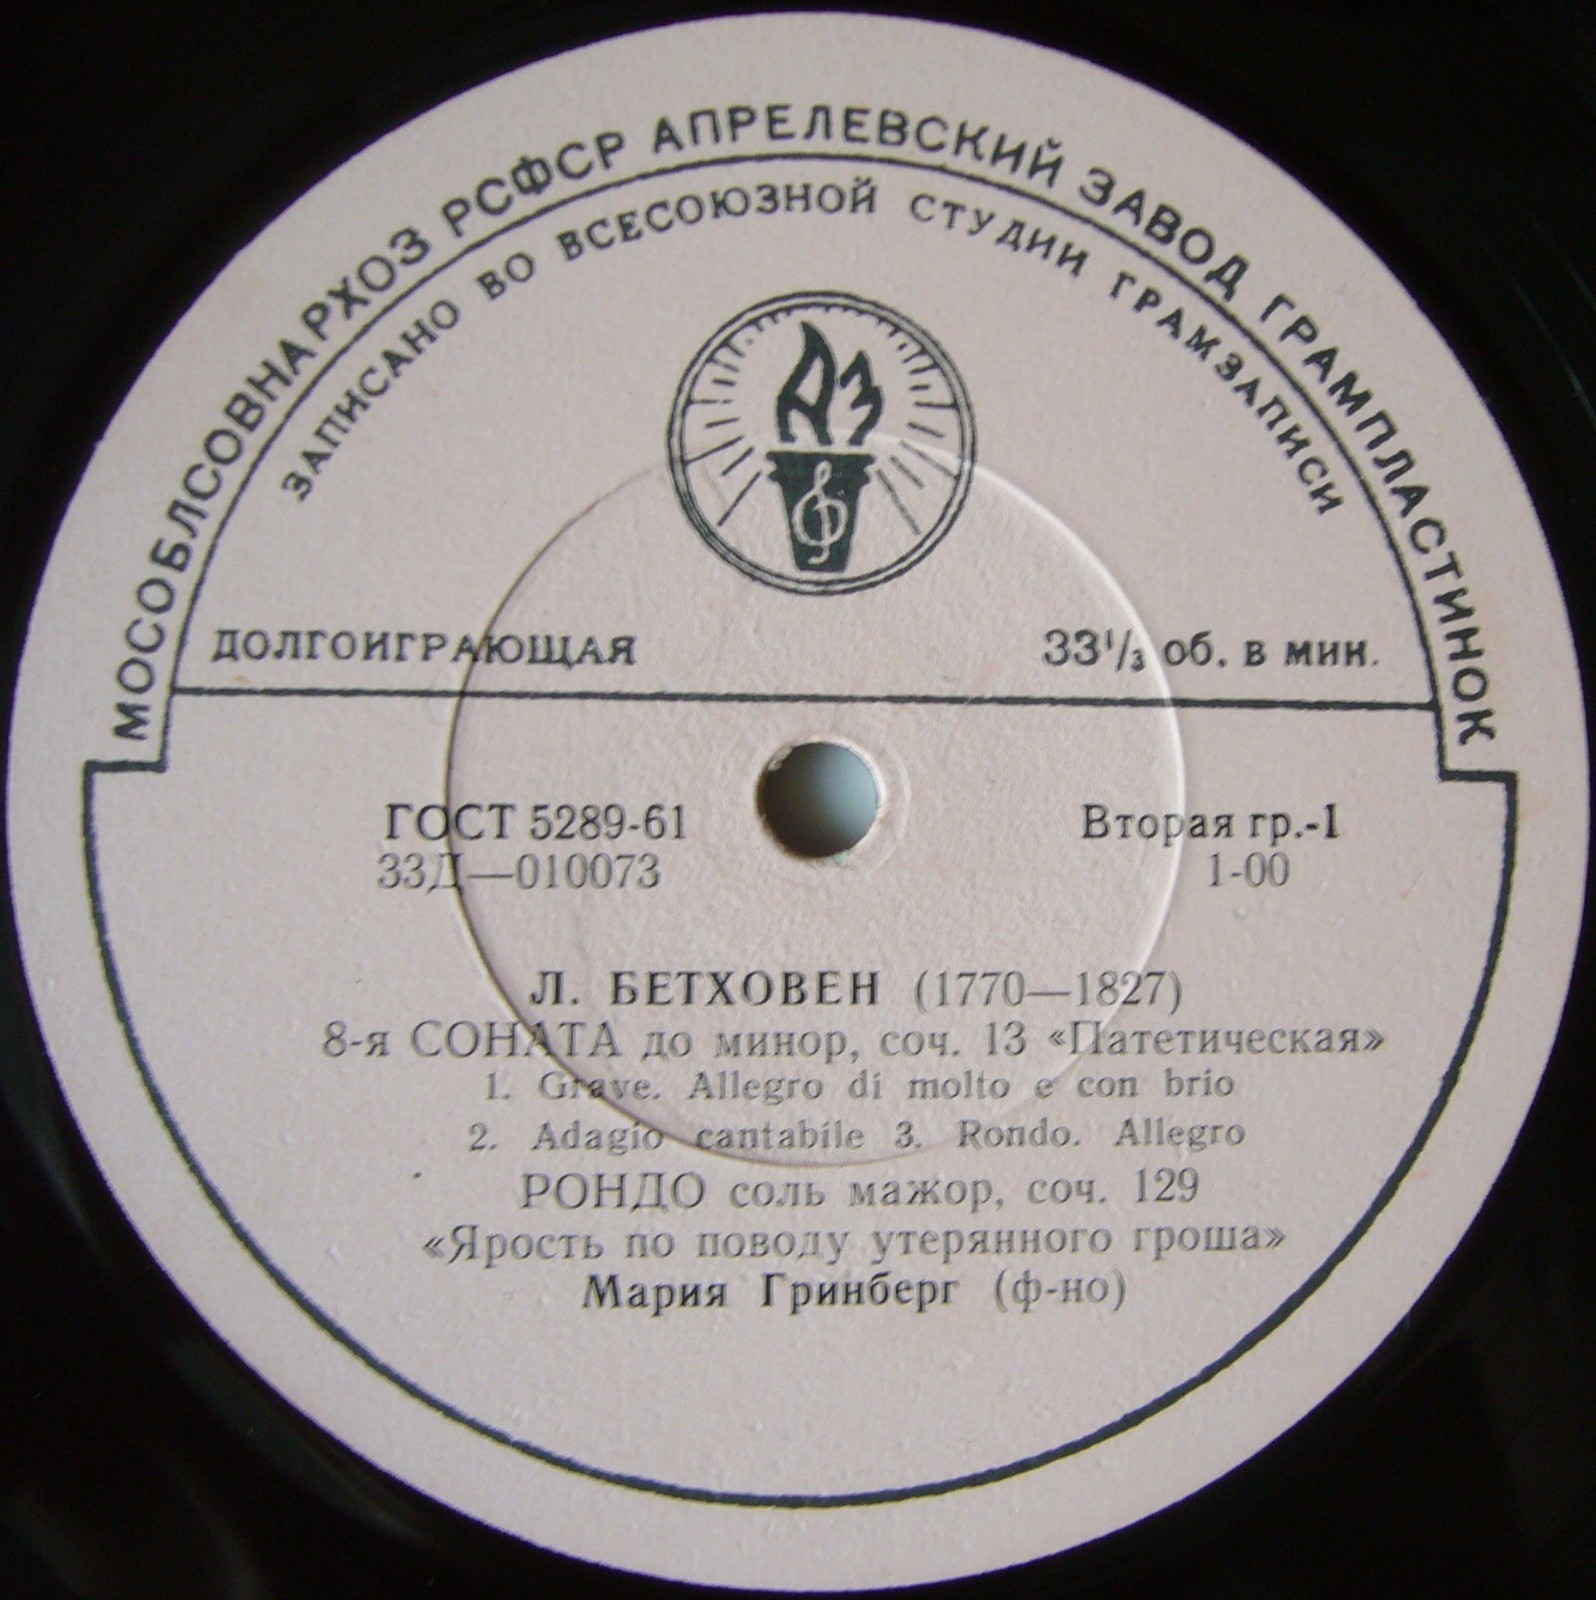 МОСОБЛСОВНАРХОЗ РСФСР АПРЕЛЕВСКИЙ ЗАВОД ГРАМПЛАСТИНОК
ЗАПИСАНО ВО ВСЕСОЮЗНОЙ СТУДИИ ГРАМЗАПИСИ
АЗ
ДОЛГОИГРАЮЩАЯ 33⅓ об. в мин.
ГОСТ 5289-61 Вторая гр.-1
33Д—010073 1-00
Л. БЕТХОВЕН (1770—1827)
8-я СОНАТА до минор, соч. 13 «Патетическая»
1. Grave. Allegro di molto e con brio
2. Adagio cantabile 3. Rondo. Allegro
РОНДО соль мажор, соч. 129
«Ярость по поводу утерянного гроша»
Мария Гринберг (ф-но)